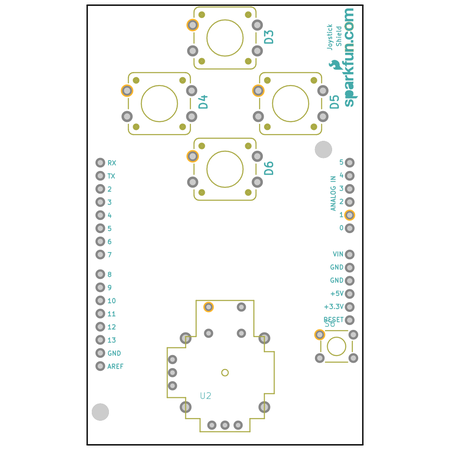 D3
Joystick
Shield
sparkfun.com
D4
D5
D6
RX
TX
2
3
4
5
6
7
8
9
10
11
12
13
GND
AREF
ANALOG IN
5
4
3
2
1
0
VIN
GND
GND
+5V
+3.3V
RESET
S6
U2